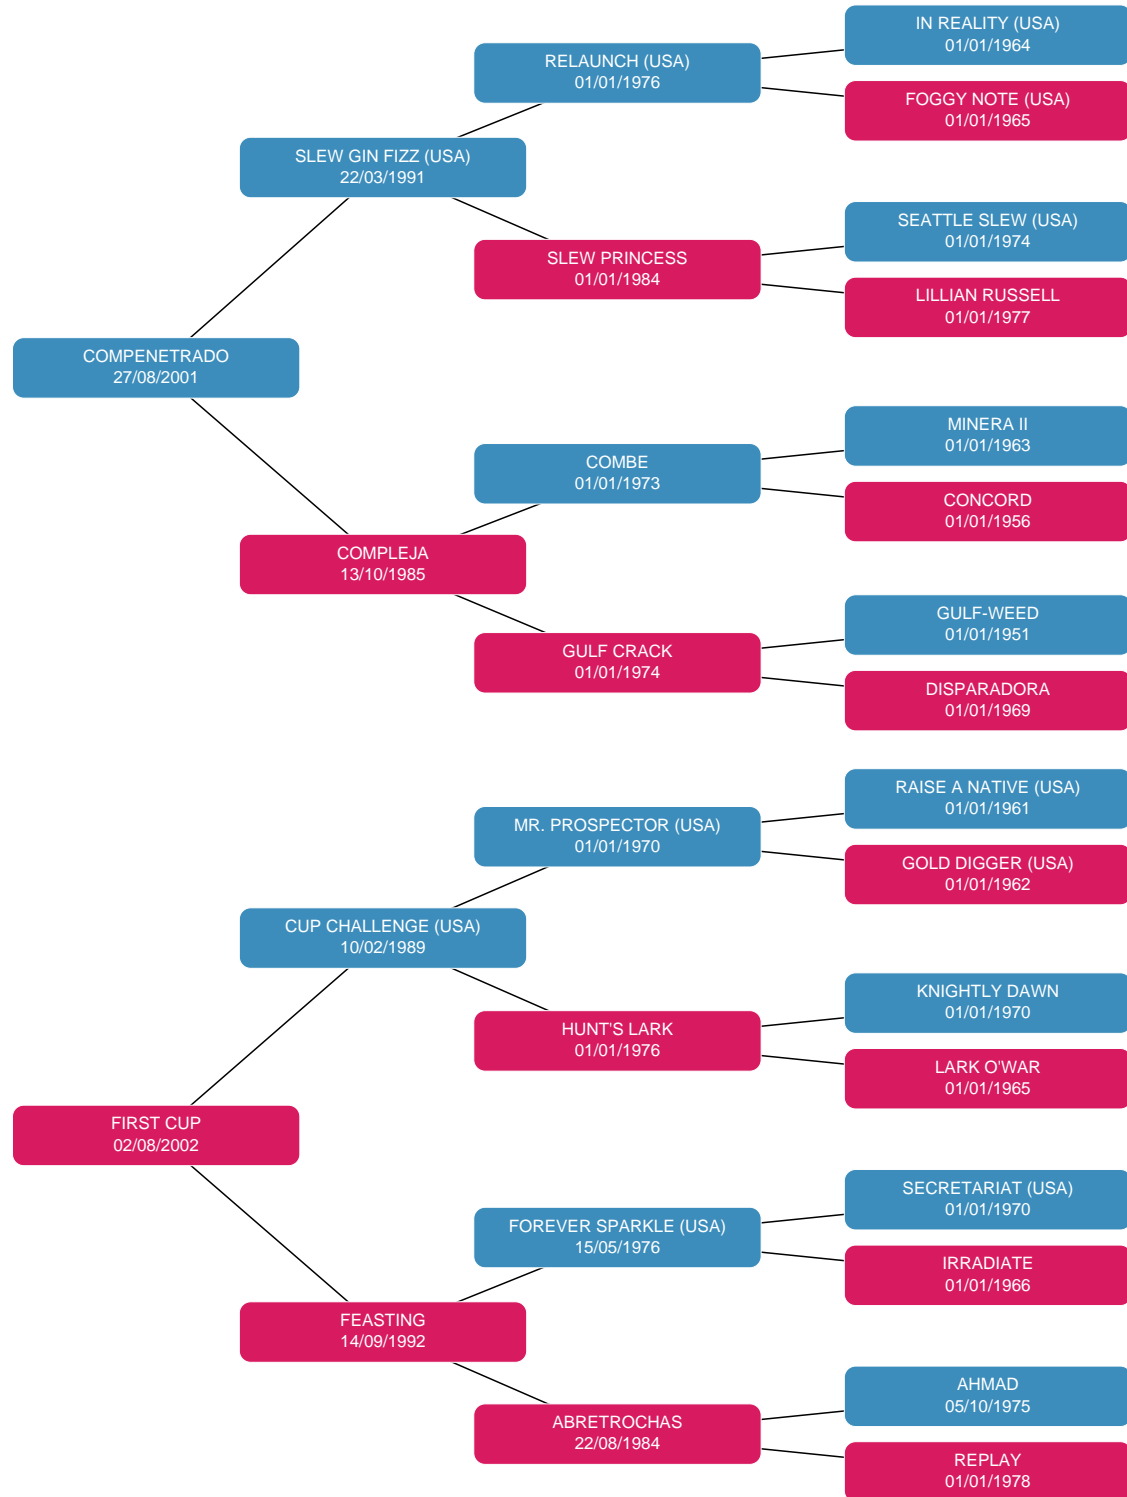 IN REALITY (USA)
01/01/1964
RELAUNCH (USA)
01/01/1976
FOGGY NOTE (USA)
01/01/1965
SLEW GIN FIZZ (USA)
22/03/1991
SEATTLE SLEW (USA)
01/01/1974
SLEW PRINCESS
01/01/1984
LILLIAN RUSSELL
01/01/1977
COMPENETRADO
27/08/2001
MINERA II
01/01/1963
COMBE
01/01/1973
CONCORD
01/01/1956
COMPLEJA
13/10/1985
GULF-WEED
01/01/1951
GULF CRACK
01/01/1974
DISPARADORA
01/01/1969
RAISE A NATIVE (USA)
01/01/1961
MR. PROSPECTOR (USA)
01/01/1970
GOLD DIGGER (USA)
01/01/1962
CUP CHALLENGE (USA)
10/02/1989
KNIGHTLY DAWN
01/01/1970
HUNT'S LARK
01/01/1976
LARK O'WAR
01/01/1965
FIRST CUP
02/08/2002
SECRETARIAT (USA)
01/01/1970
FOREVER SPARKLE (USA)
15/05/1976
IRRADIATE
01/01/1966
FEASTING
14/09/1992
AHMAD
05/10/1975
ABRETROCHAS
22/08/1984
REPLAY
01/01/1978